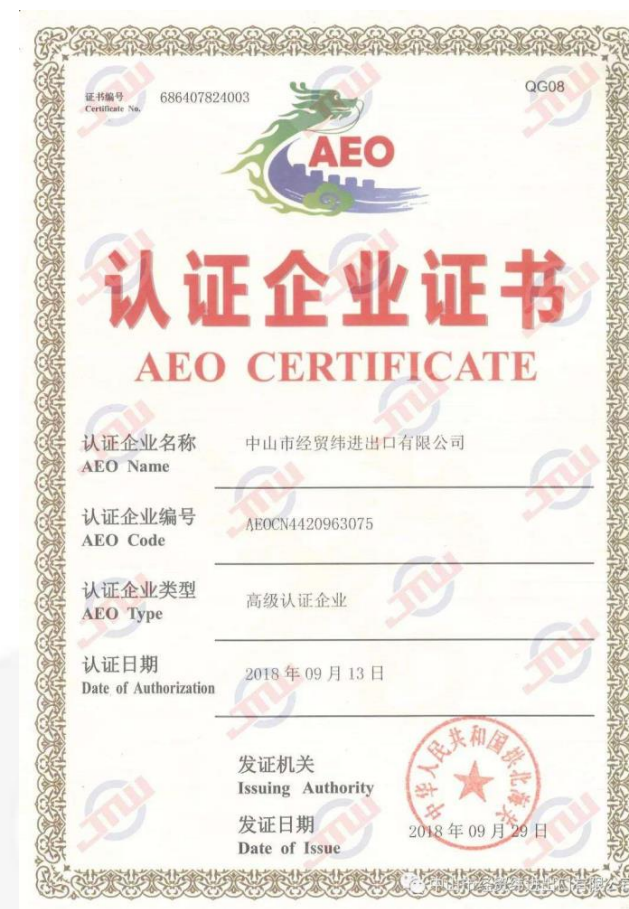 证书编号
Certificate No.
686407824003
QG08
AEO
认证企业证书
AEO CERTIFICATE
认证企业名称
AEO Name
中山市经贸纬进出口有限公司
认证企业编号
AEO Code
AEOCN4420963075
认证企业类型
AEO Type
高级认证企业
认证日期
Date of Authorization
2018 年 09 月 13 日
发证机关
Issuing Authority
中华人民共和国拱北海关
发证日期
Date of Issue
2018 年 09 月 29 日
JMW